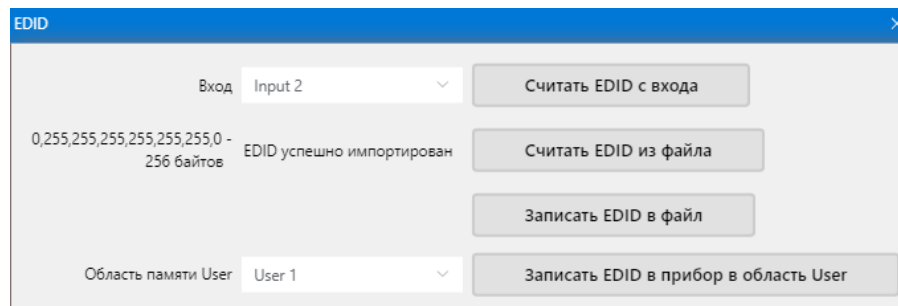 EDID
Вход Input 2 Считать EDID с входа
0,255,255,255,255,255,255,0 -
256 байтов EDID успешно импортирован Считать EDID из файла
Записать EDID в файл
Область памяти User User 1 Записать EDID в прибор в область User